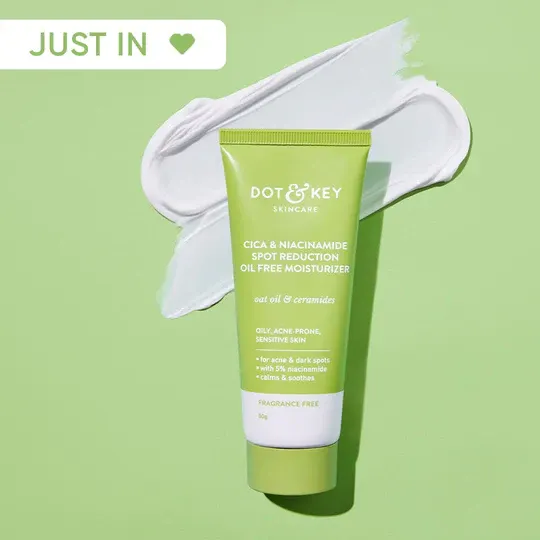 JUST IN
DOT & KEY
SKINCARE
CICA & NIACINAMIDE
SPOT REDUCTION
OIL FREE MOISTURIZER
oat oil & ceramides
OILY, ACNE-PRONE,
SENSITIVE SKIN
• for acne & dark spots
• with 5% niacinamide
• calms & soothes
FRAGRANCE FREE